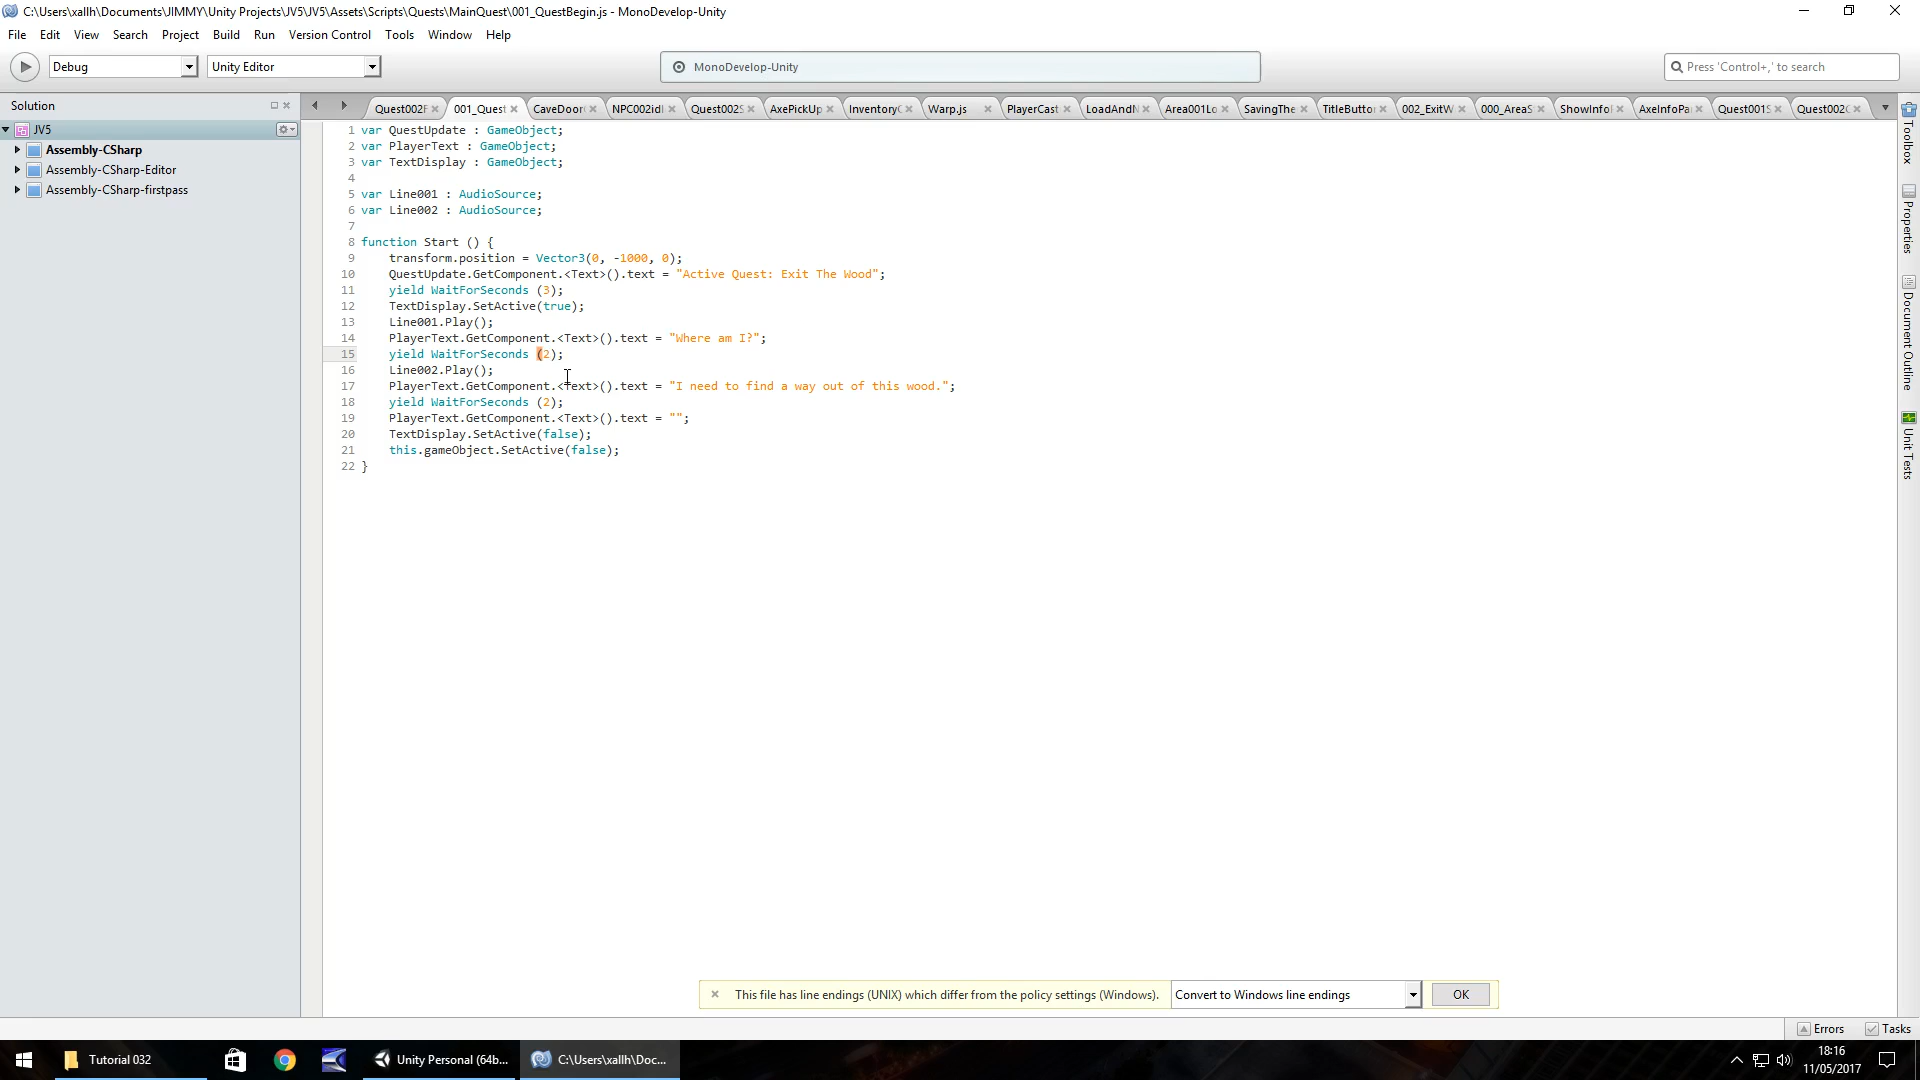 C:\Users\xallh\Documents\JIMMY\Unity Projects\JV5\JV5\Assets\Scripts\Quests\MainQuest\001_QuestBegin.js - MonoDevelop-Unity
File Edit View Search Project Build Run Version Control Tools Window Help
Debug Unity Editor MonoDevelop-Unity Press 'Control+,' to search
Solution
Quest002F 001_Quest CaveDoor NPC002idl Quest002S AxePickUp InventoryC Warp.js PlayerCast LoadAndN Area001Lo SavingThe TitleButto 002_ExitW 000_AreaS ShowInfo AxeInfoPa Quest001S Quest002C
JV5
Assembly-CSharp
Assembly-CSharp-Editor
Assembly-CSharp-firstpass
1 var QuestUpdate : GameObject;
2 var PlayerText : GameObject;
3 var TextDisplay : GameObject;
4
5 var Line001 : AudioSource;
6 var Line002 : AudioSource;
7
8 function Start () {
9 transform.position = Vector3(0, -1000, 0);
10 QuestUpdate.GetComponent.<Text>().text = "Active Quest: Exit The Wood";
11 yield WaitForSeconds (3);
12 TextDisplay.SetActive(true);
13 Line001.Play();
14 PlayerText.GetComponent.<Text>().text = "Where am I?";
15 yield WaitForSeconds (2);
16 Line002.Play();
17 PlayerText.GetComponent.<Text>().text = "I need to find a way out of this wood.";
18 yield WaitForSeconds (2);
19 PlayerText.GetComponent.<Text>().text = "";
20 TextDisplay.SetActive(false);
21 this.gameObject.SetActive(false);
22 }
Toolbox
Properties
Document Outline
Unit Tests
This file has line endings (UNIX) which differ from the policy settings (Windows). Convert to Windows line endings OK
Errors Tasks
Tutorial 032 Unity Personal (64b... C:\Users\xallh\Doc...
18:16
11/05/2017